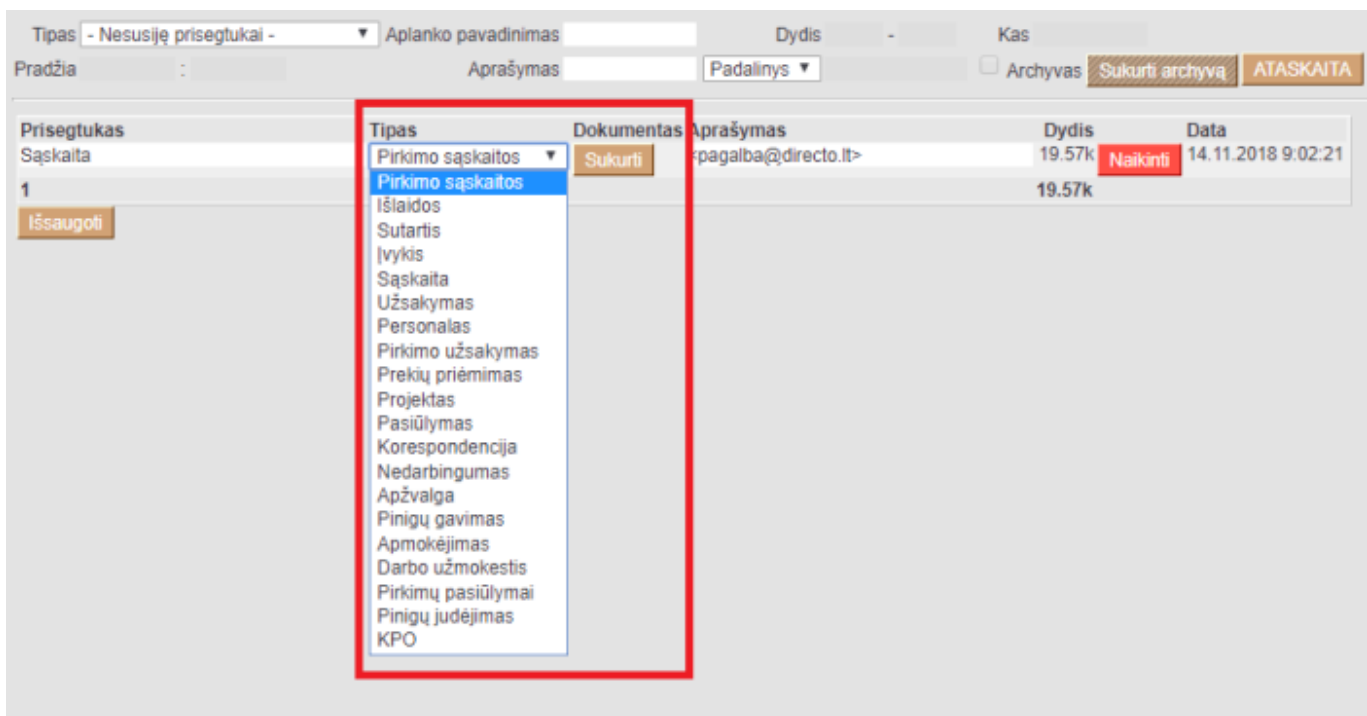 Tipas - Nesusiję prisegtukai - Aplanko pavadinimas Dydis - Kas
Pradžia : Aprašymas Padalinys Archyvas Sukurti archyvą ATASKAITA
Prisegtukas Tipas Dokumentas Aprašymas Dydis Data
Sąskaita Pirkimo sąskaitos Sukurti <pagalba@directo.lt> 19.57k Naikinti 14.11.2018 9:02:21
1 19.57k
Išsaugoti
Pirkimo sąskaitos
Išlaidos
Sutartis
Įvykis
Sąskaita
Užsakymas
Personalas
Pirkimo užsakymas
Prekių priėmimas
Projektas
Pasiūlymas
Korespondencija
Nedarbingumas
Apžvalga
Pinigų gavimas
Apmokėjimas
Darbo užmokestis
Pirkimų pasiūlymai
Pinigų judėjimas
KPO